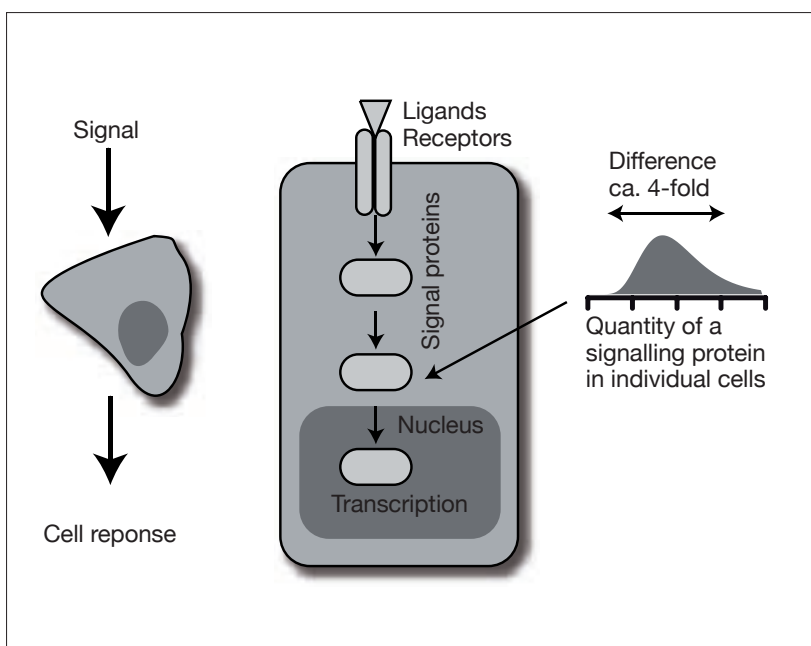 Signal
Cell reponse
Ligands
Receptors
Signal proteins
Nucleus
Transcription
Difference
ca. 4-fold
Quantity of a
signalling protein
in individual cells